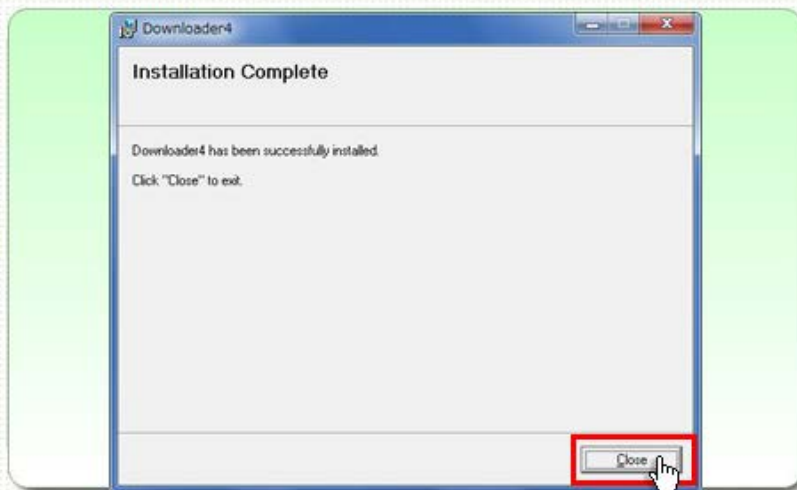 Downloader4
Installation Complete
Downloader4 has been successfully installed.
Click "Close" to exit.
Close